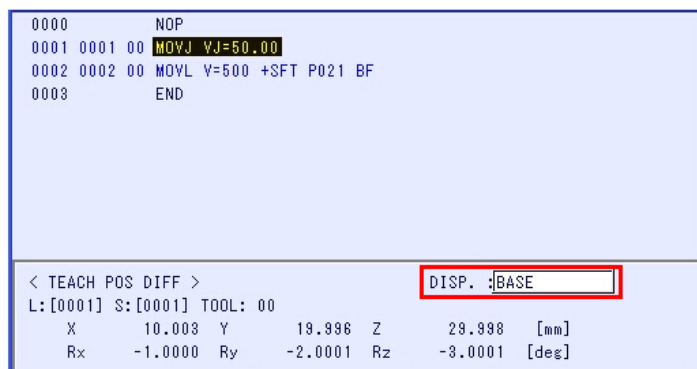 0000 NOP
0001 0001 00 MOVJ VJ=50.00
0002 0002 00 MOVL V=500 +SFT P021 BF
0003 END
< TEACH POS DIFF > DISP. :BASE
L:[0001] S:[0001] TOOL: 00
X 10.003 Y 19.996 Z 29.998 [mm]
Rx -1.0000 Ry -2.0001 Rz -3.0001 [deg]